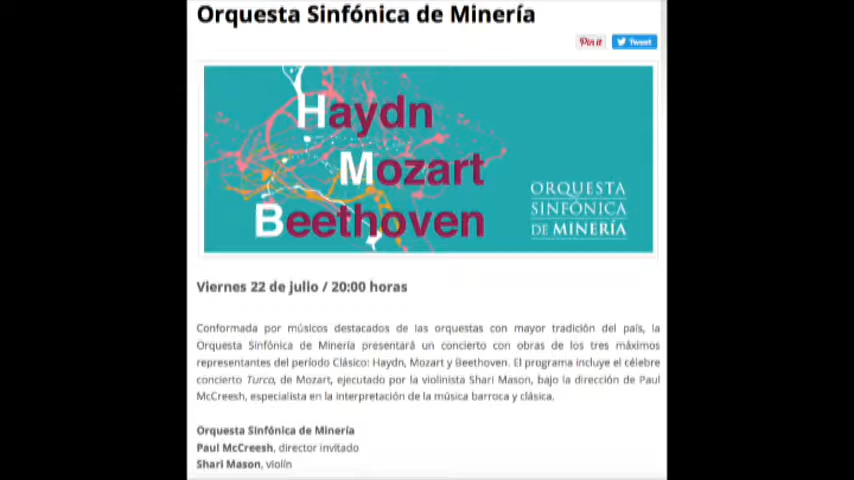 Orquesta Sinfónica de Minería
Pin it
Tweet
Haydn
Mozart
Beethoven
ORQUESTA
SINFÓNICA
DE MINERÍA
Viernes 22 de julio / 20:00 horas
Conformada por músicos destacados de las orquestas con mayor tradición del país, la
Orquesta Sinfónica de Minería presentará un concierto con obras de los tres máximos
representantes del período Clásico: Haydn, Mozart y Beethoven. El programa incluye el célebre
concierto Turco, de Mozart, ejecutado por la violinista Shari Mason, bajo la dirección de Paul
McCreesh, especialista en la interpretación de la música barroca y clásica.
Orquesta Sinfónica de Minería
Paul McCreesh, director invitado
Shari Mason, violín